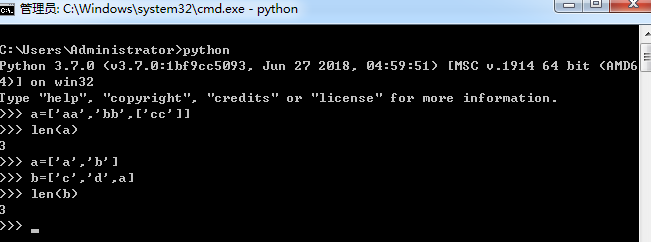 管理员: C:\Windows\system32\cmd.exe - python
C:\Users\Administrator>python
Python 3.7.0 (v3.7.0:1bf9cc5093, Jun 27 2018, 04:59:51) [MSC v.1914 64 bit (AMD6
4)] on win32
Type "help", "copyright", "credits" or "license" for more information.
>>> a=['aa','bb',['cc']]
>>> len(a)
3
>>> a=['a','b']
>>> b=['c','d',a]
>>> len(b)
3
>>> _